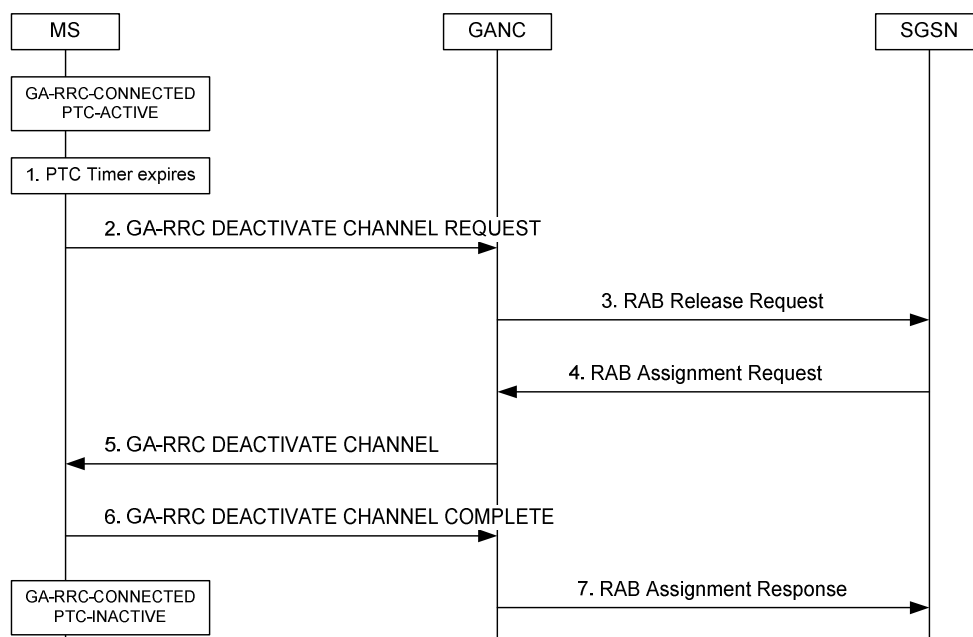 MS
GANC
SGSN
GA-RRC-CONNECTED
PTC-ACTIVE
1. PTC Timer expires
2. GA-RRC DEACTIVATE CHANNEL REQUEST
3. RAB Release Request
4. RAB Assignment Request
5. GA-RRC DEACTIVATE CHANNEL
6. GA-RRC DEACTIVATE CHANNEL COMPLETE
GA-RRC-CONNECTED
PTC-INACTIVE
7. RAB Assignment Response